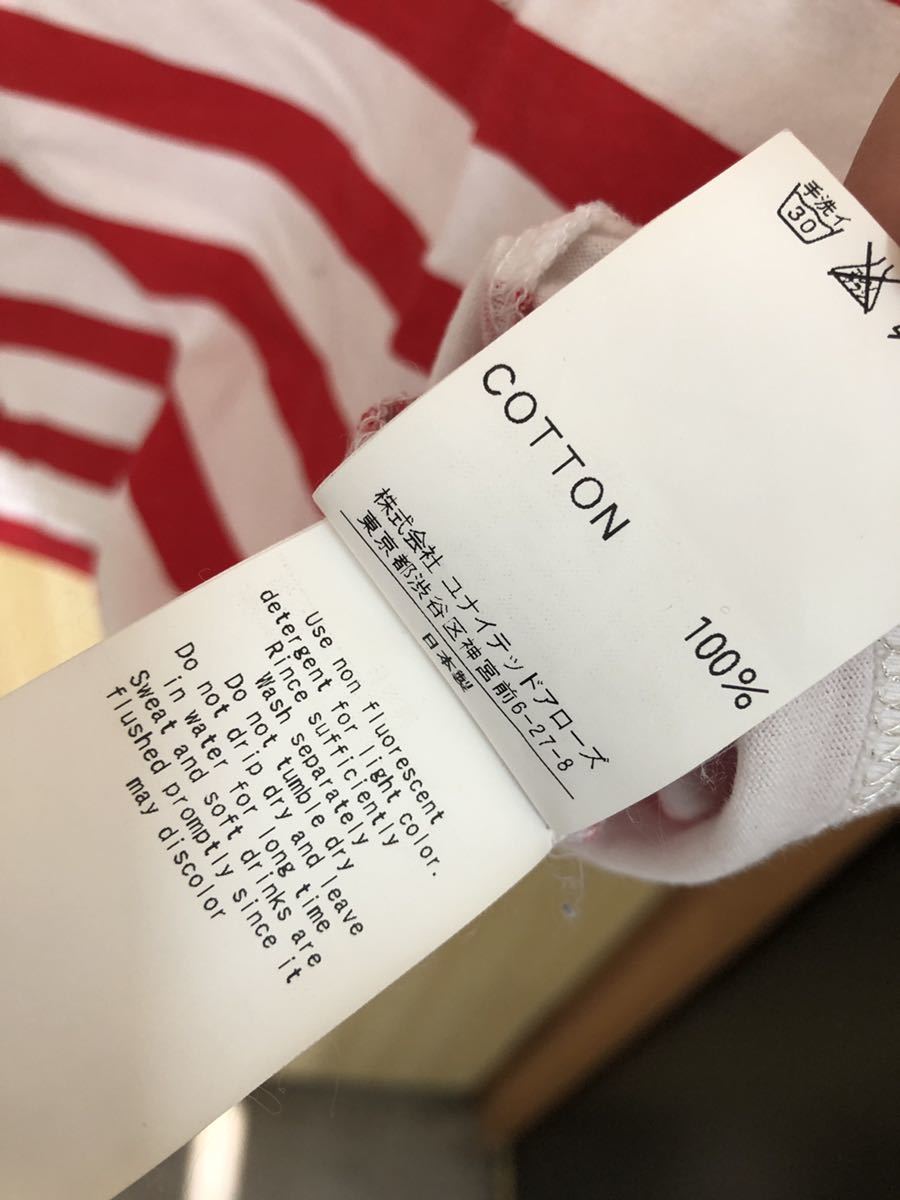 手洗イ
30
COTTON
100%
株式会社 ユナイテッドアローズ
東京都渋谷区神宮前6-27-8
日本製
Use non fluorescent
detergent for light color.
Rince sufficiently
Wash separately
Do not tumble dry
Do not drip dry and leave
in water for long time
Sweat and soft drinks are
flushed promptly since it
may discolor